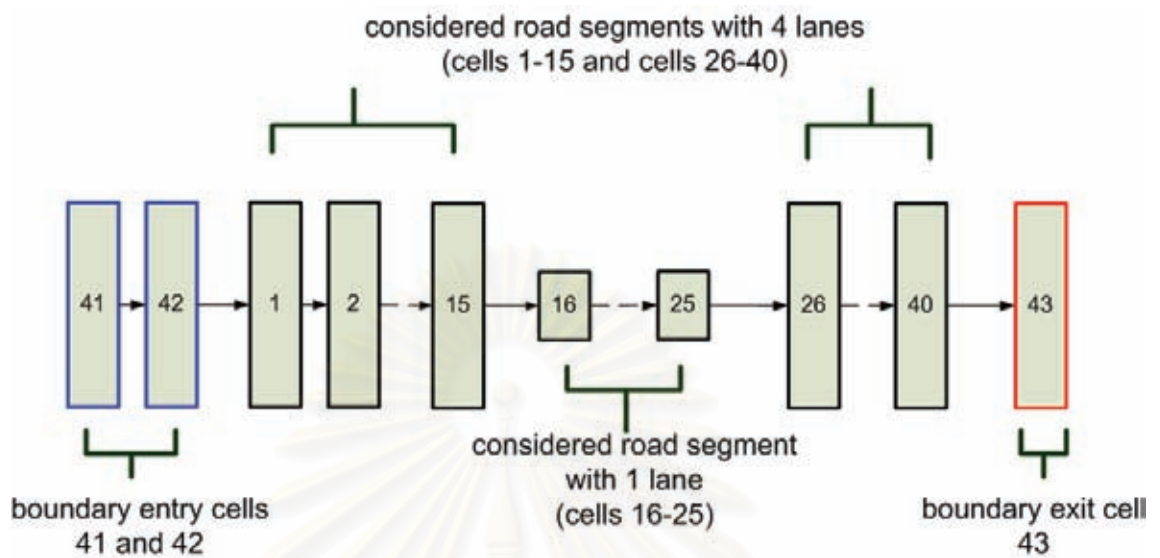 considered road segments with 4 lanes
(cells 1-15 and cells 26-40)
41 42 1 2 15 16 25 26 40 43
considered road segment
with 1 lane
(cells 16-25)
boundary entry cells
41 and 42
boundary exit cell
43